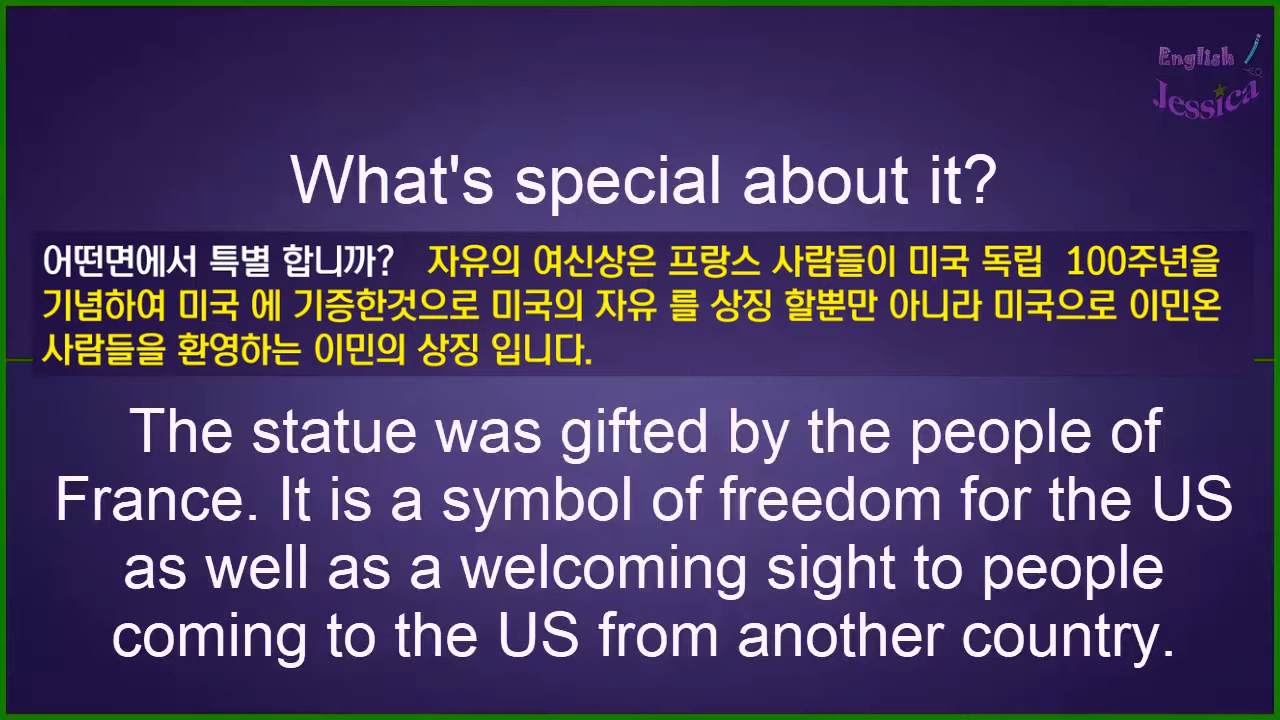 English
Jessica
What's special about it?
어떤면에서 특별 합니까? 자유의 여신상은 프랑스 사람들이 미국 독립 100주년을
기념하여 미국 에 기증한것으로 미국의 자유 를 상징 할뿐만 아니라 미국으로 이민온
사람들을 환영하는 이민의 상징 입니다.
The statue was gifted by the people of
France. It is a symbol of freedom for the US
as well as a welcoming sight to people
coming to the US from another country.